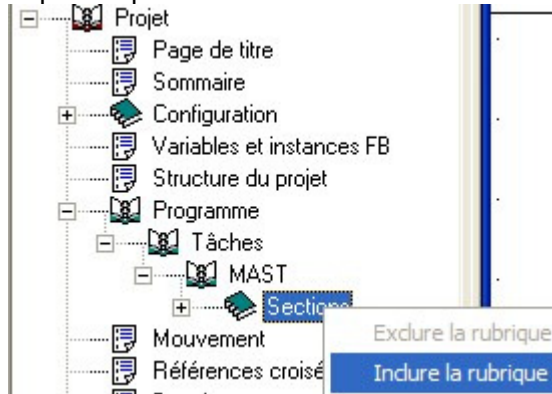 Projet
Page de titre
Sommaire
Configuration
Variables et instances FB
Structure du projet
Programme
Tâches
MAST
Sections
Exclure la rubrique
Mouvement
Références croisé
Inclure la rubrique